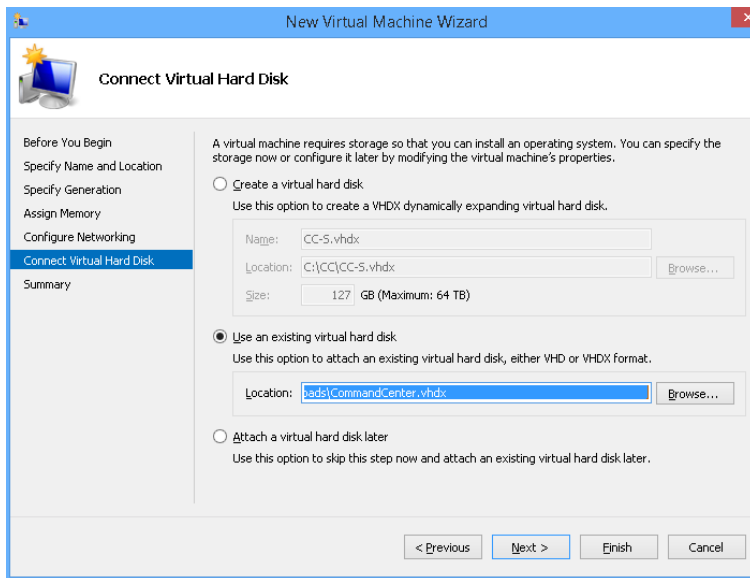 New Virtual Machine Wizard
Connect Virtual Hard Disk
Before You Begin
Specify Name and Location
Specify Generation
Assign Memory
Configure Networking
Connect Virtual Hard Disk
Summary
A virtual machine requires storage so that you can install an operating system. You can specify the
storage now or configure it later by modifying the virtual machine's properties.
Create a virtual hard disk
Use this option to create a VHDX dynamically expanding virtual hard disk.
Name: CC-S.vhdx
Location: C:\CC\CC-S.vhdx Browse...
Size: 127 GB (Maximum: 64 TB)
Use an existing virtual hard disk
Use this option to attach an existing virtual hard disk, either VHD or VHDX format.
Location: oads\CommandCenter.vhdx Browse...
Attach a virtual hard disk later
Use this option to skip this step now and attach an existing virtual hard disk later.
< Previous Next > Finish Cancel